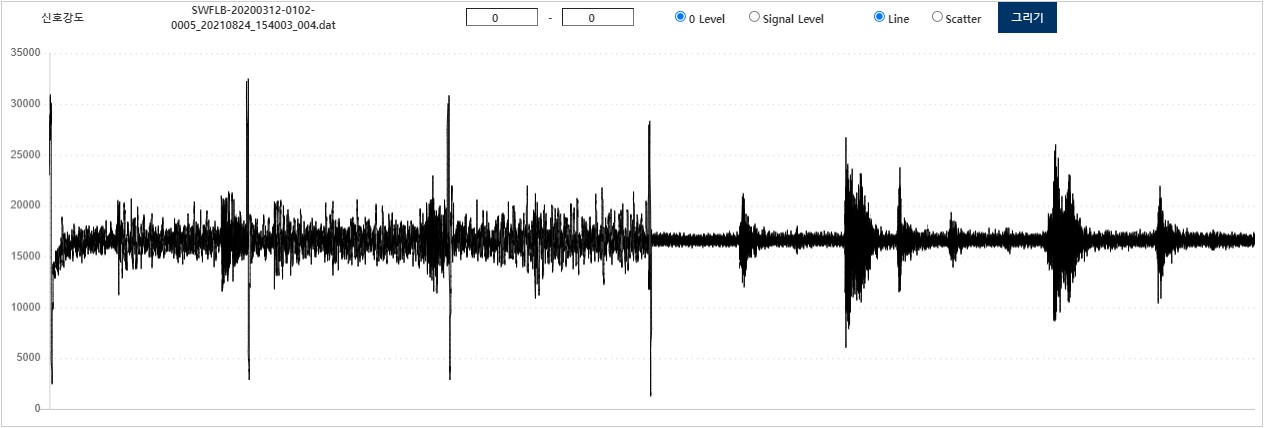 신호강도
SWFLB-20200312-0102-
0005_20210824_154003_004.dat
0 - 0
0 Level Signal Level
Line Scatter
그리기
35000
30000
25000
20000
15000
10000
5000
0